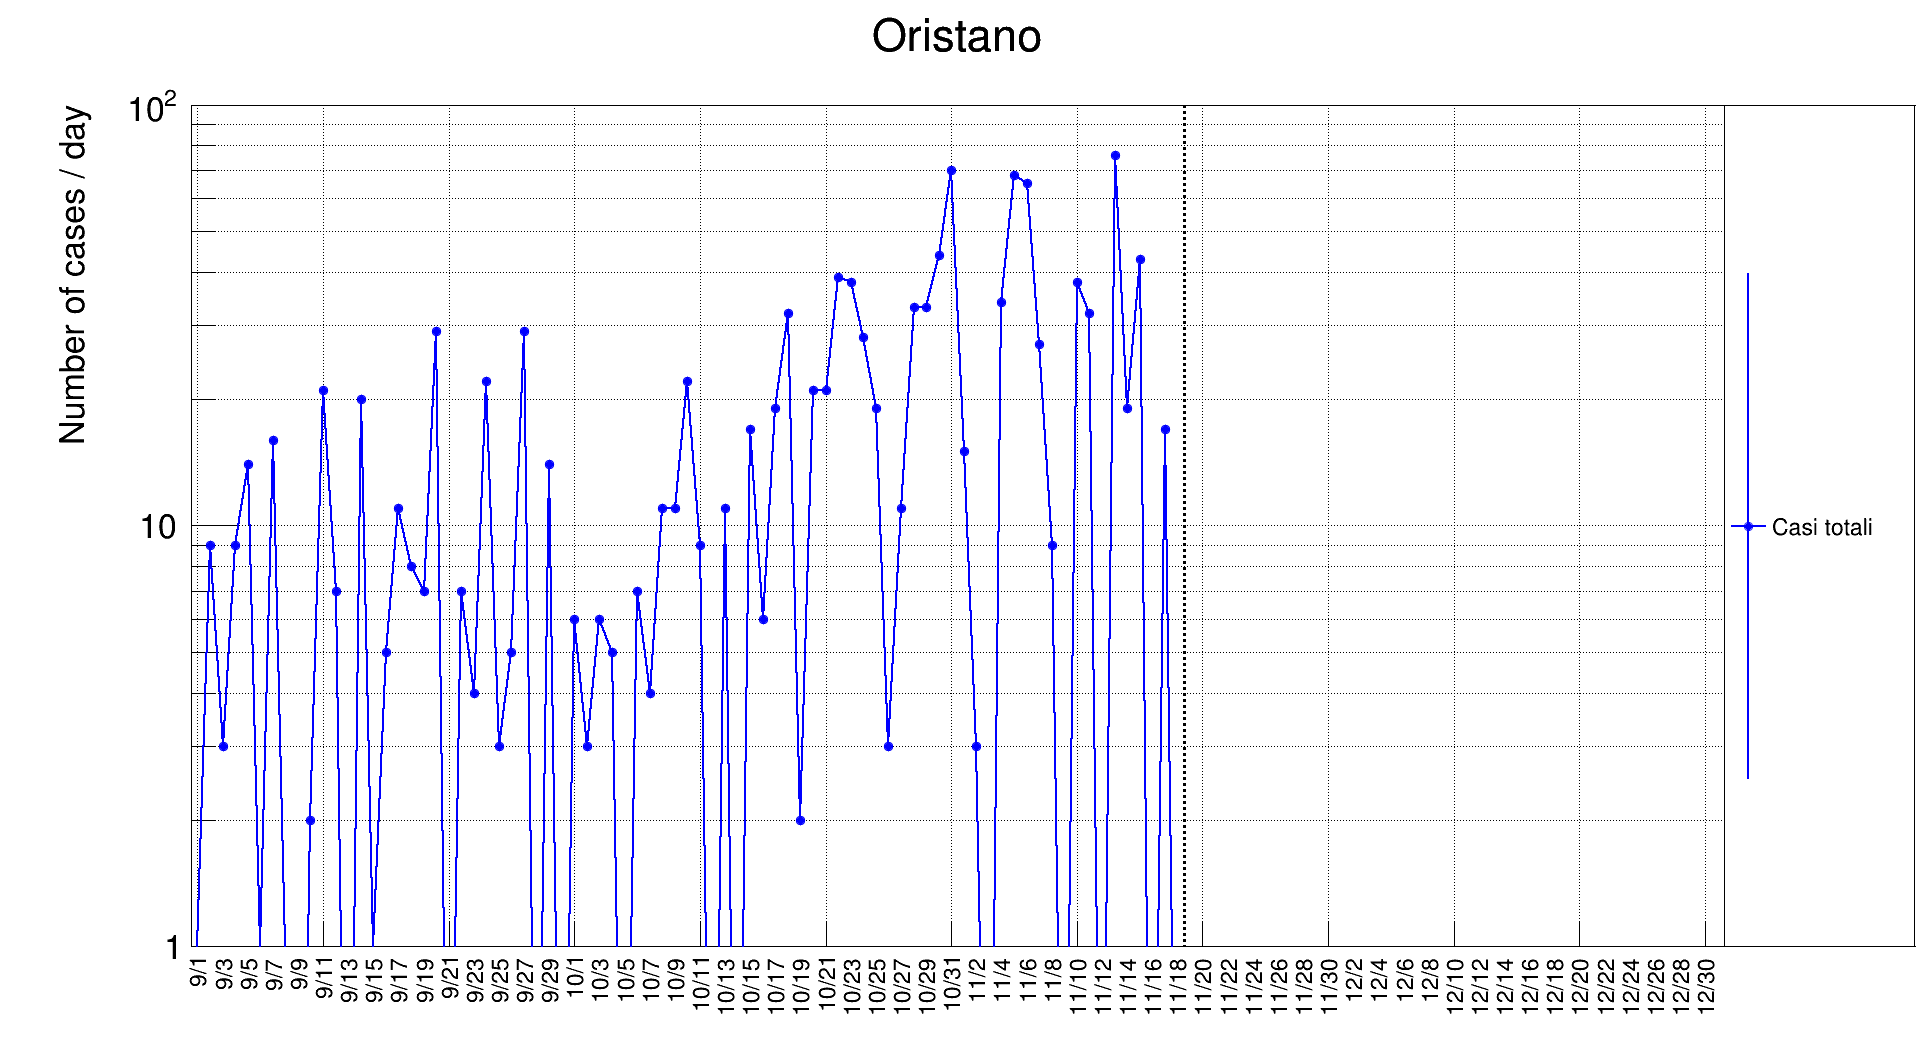 Oristano
Number of cases / day
10²
10
1
9/1 9/3 9/5 9/7 9/9 9/11 9/13 9/15 9/17 9/19 9/21 9/23 9/25 9/27 9/29 10/1 10/3 10/5 10/7 10/9 10/11 10/13 10/15 10/17 10/19 10/21 10/23 10/25 10/27 10/29 10/31 11/2 11/4 11/6 11/8 11/10 11/12 11/14 11/16 11/18 11/20 11/22 11/24 11/26 11/28 11/30 12/2 12/4 12/6 12/8 12/10 12/12 12/14 12/16 12/18 12/20 12/22 12/24 12/26 12/28 12/30
Casi totali